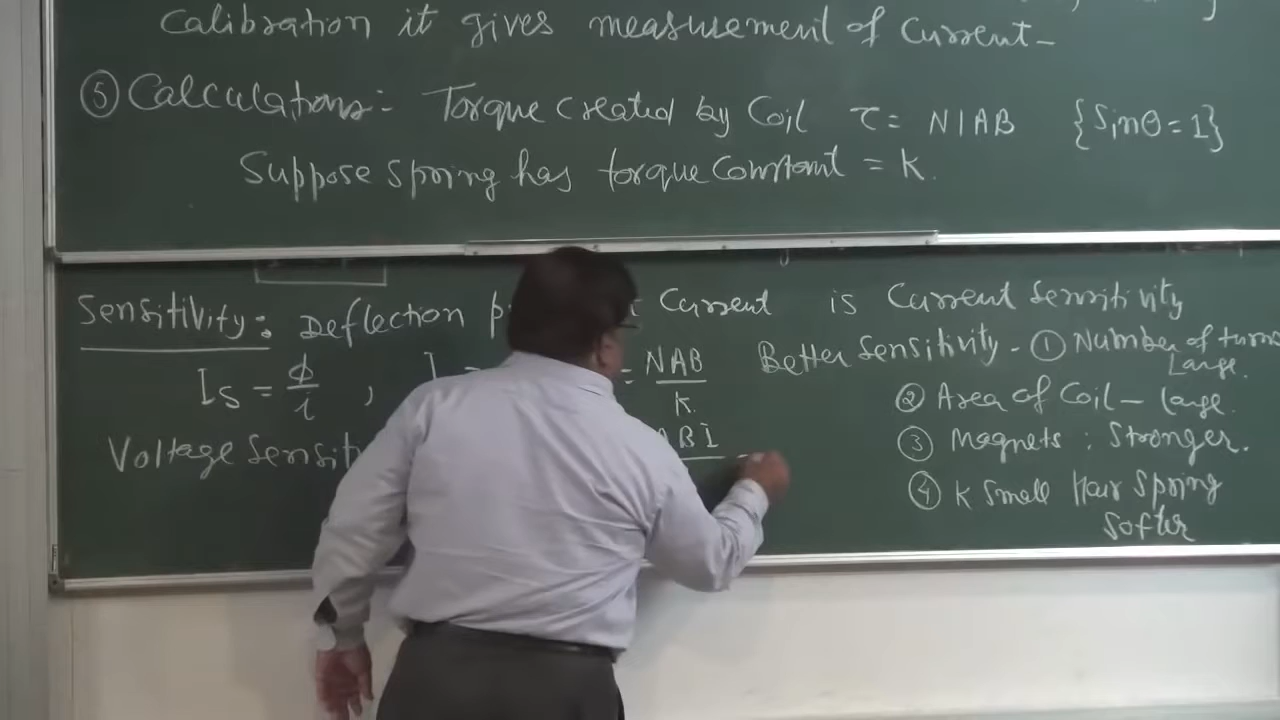 Calibration it gives measurement of Current-
⑤ Calculations:- Torque created by Coil τ = NIAB {Sinθ=1}
Suppose spring has torque constant = K.
Sensitivity:- Deflection Current is Current Sensitivity
I_S = ϕ/i , = NAB/K
Better Sensitivity - ① Number of turns Large.
② Area of Coil - large.
③ Magnets : Stronger.
④ K small Hair Spring Softer
Voltage ABI